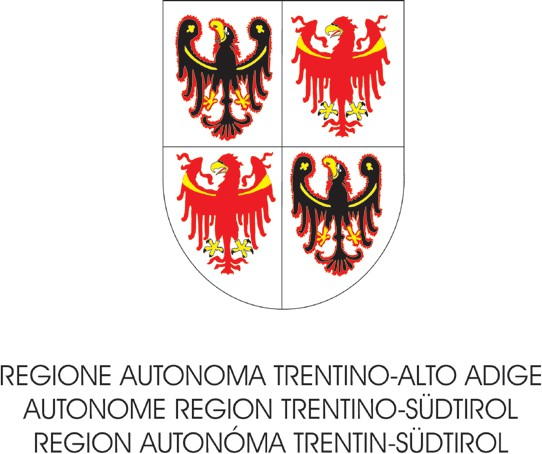 REGIONE AUTONOMA TRENTINO-ALTO ADIGE
AUTONOME REGION TRENTINO-SÜDTIROL
REGION AUTONÓMA TRENTIN-SÜDTIROL